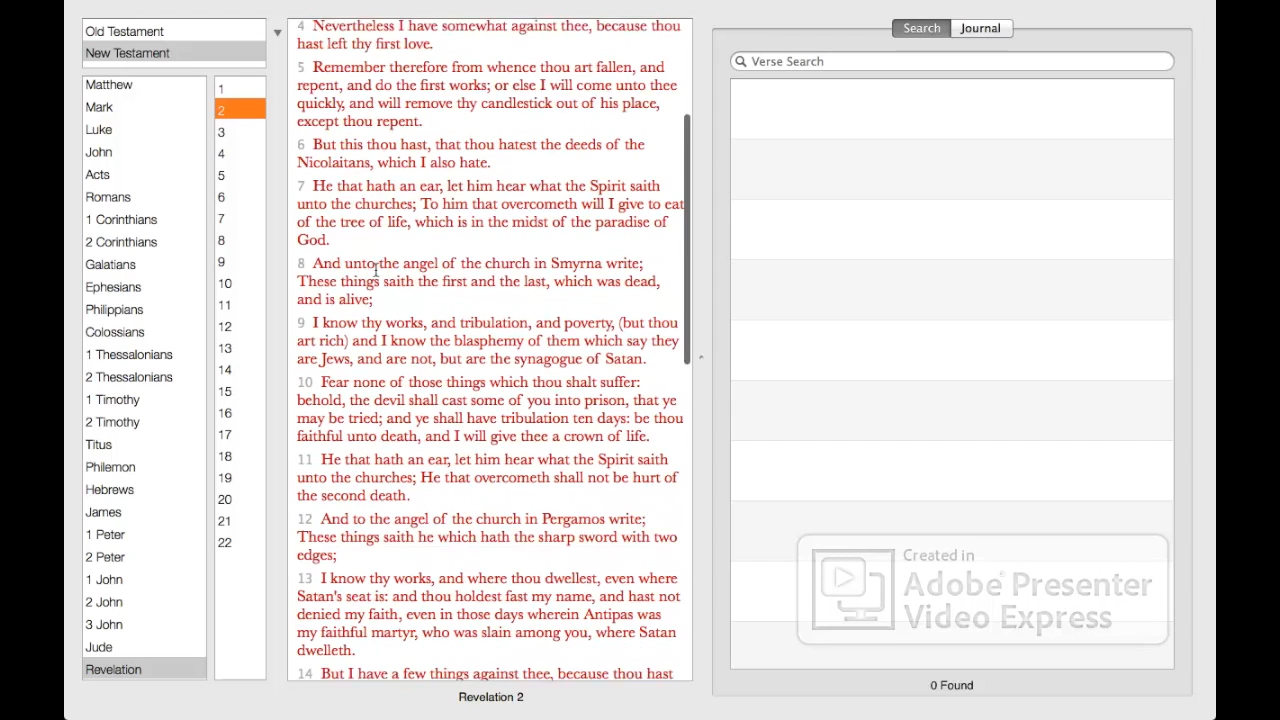 Old Testament
New Testament
Matthew
Mark
Luke
John
Acts
Romans
1 Corinthians
2 Corinthians
Galatians
Ephesians
Philippians
Colossians
1 Thessalonians
2 Thessalonians
1 Timothy
2 Timothy
Titus
Philemon
Hebrews
James
1 Peter
2 Peter
1 John
2 John
3 John
Jude
Revelation
1
2
3
4
5
6
7
8
9
10
11
12
13
14
15
16
17
18
19
20
21
22
4 Nevertheless I have somewhat against thee, because thou
hast left thy first love.
5 Remember therefore from whence thou art fallen, and
repent, and do the first works; or else I will come unto thee
quickly, and will remove thy candlestick out of his place,
except thou repent.
6 But this thou hast, that thou hatest the deeds of the
Nicolaitans, which I also hate.
7 He that hath an ear, let him hear what the Spirit saith
unto the churches; To him that overcometh will I give to eat
of the tree of life, which is in the midst of the paradise of
God.
8 And unto the angel of the church in Smyrna write;
These things saith the first and the last, which was dead,
and is alive;
9 I know thy works, and tribulation, and poverty, (but thou
art rich) and I know the blasphemy of them which say they
are Jews, and are not, but are the synagogue of Satan.
10 Fear none of those things which thou shalt suffer:
behold, the devil shall cast some of you into prison, that ye
may be tried; and ye shall have tribulation ten days: be thou
faithful unto death, and I will give thee a crown of life.
11 He that hath an ear, let him hear what the Spirit saith
unto the churches; He that overcometh shall not be hurt of
the second death.
12 And to the angel of the church in Pergamos write;
These things saith he which hath the sharp sword with two
edges;
13 I know thy works, and where thou dwellest, even where
Satan's seat is: and thou holdest fast my name, and hast not
denied my faith, even in those days wherein Antipas was
my faithful martyr, who was slain among you, where Satan
dwelleth.
14 But I have a few things against thee, because thou hast
Revelation 2
Search Journal
Verse Search
Created in
Adobe Presenter
Video Express
0 Found